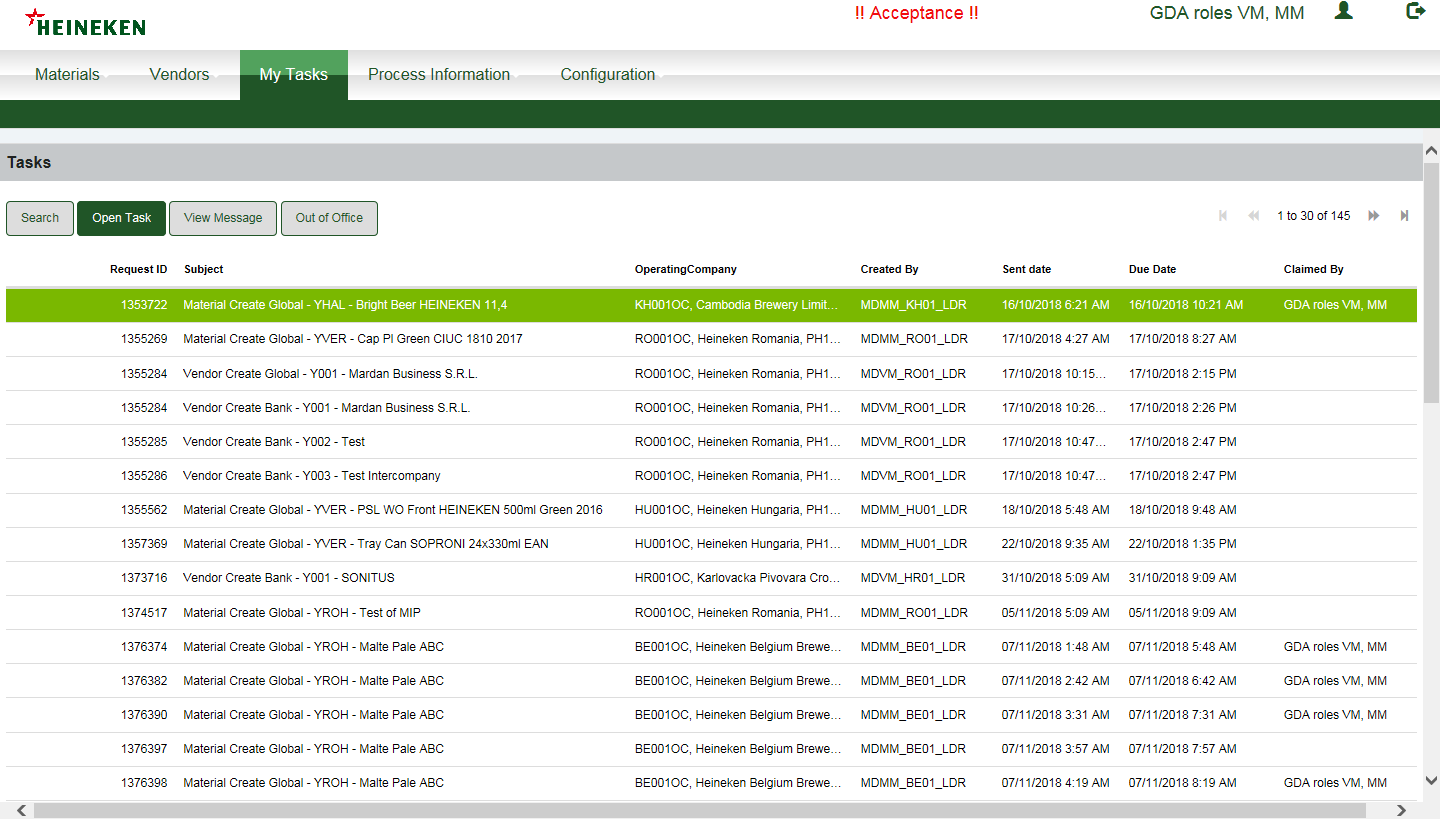 HEINEKEN
!! Acceptance !!
GDA roles VM, MM
Materials Vendors My Tasks Process Information Configuration
Tasks
Search Open Task View Message Out of Office 1 to 30 of 145
Request ID Subject OperatingCompany Created By Sent date Due Date Claimed By
1353722 Material Create Global - YHAL - Bright Beer HEINEKEN 11,4 KH001OC, Cambodia Brewery Limit... MDMM_KH01_LDR 16/10/2018 6:21 AM 16/10/2018 10:21 AM GDA roles VM, MM
1355269 Material Create Global - YVER - Cap Pl Green CIUC 1810 2017 RO001OC, Heineken Romania, PH1... MDMM_RO01_LDR 17/10/2018 4:27 AM 17/10/2018 8:27 AM
1355284 Vendor Create Global - Y001 - Mardan Business S.R.L. RO001OC, Heineken Romania, PH1... MDVM_RO01_LDR 17/10/2018 10:15... 17/10/2018 2:15 PM
1355284 Vendor Create Bank - Y001 - Mardan Business S.R.L. RO001OC, Heineken Romania, PH1... MDVM_RO01_LDR 17/10/2018 10:26... 17/10/2018 2:26 PM
1355285 Vendor Create Bank - Y002 - Test RO001OC, Heineken Romania, PH1... MDVM_RO01_LDR 17/10/2018 10:47... 17/10/2018 2:47 PM
1355286 Vendor Create Bank - Y003 - Test Intercompany RO001OC, Heineken Romania, PH1... MDVM_RO01_LDR 17/10/2018 10:47... 17/10/2018 2:47 PM
1355562 Material Create Global - YVER - PSL WO Front HEINEKEN 500ml Green 2016 HU001OC, Heineken Hungaria, PH1... MDMM_HU01_LDR 18/10/2018 5:48 AM 18/10/2018 9:48 AM
1357369 Material Create Global - YVER - Tray Can SOPRONI 24x330ml EAN HU001OC, Heineken Hungaria, PH1... MDMM_HU01_LDR 22/10/2018 9:35 AM 22/10/2018 1:35 PM
1373716 Vendor Create Bank - Y001 - SONITUS HR001OC, Karlovacka Pivovara Cro... MDVM_HR01_LDR 31/10/2018 5:09 AM 31/10/2018 9:09 AM
1374517 Material Create Global - YROH - Test of MIP RO001OC, Heineken Romania, PH1... MDMM_RO01_LDR 05/11/2018 5:09 AM 05/11/2018 9:09 AM
1376374 Material Create Global - YROH - Malte Pale ABC BE001OC, Heineken Belgium Brewe... MDMM_BE01_LDR 07/11/2018 1:48 AM 07/11/2018 5:48 AM GDA roles VM, MM
1376382 Material Create Global - YROH - Malte Pale ABC BE001OC, Heineken Belgium Brewe... MDMM_BE01_LDR 07/11/2018 2:42 AM 07/11/2018 6:42 AM GDA roles VM, MM
1376390 Material Create Global - YROH - Malte Pale ABC BE001OC, Heineken Belgium Brewe... MDMM_BE01_LDR 07/11/2018 3:31 AM 07/11/2018 7:31 AM GDA roles VM, MM
1376397 Material Create Global - YROH - Malte Pale ABC BE001OC, Heineken Belgium Brewe... MDMM_BE01_LDR 07/11/2018 3:57 AM 07/11/2018 7:57 AM
1376398 Material Create Global - YROH - Malte Pale ABC BE001OC, Heineken Belgium Brewe... MDMM_BE01_LDR 07/11/2018 4:19 AM 07/11/2018 8:19 AM GDA roles VM, MM